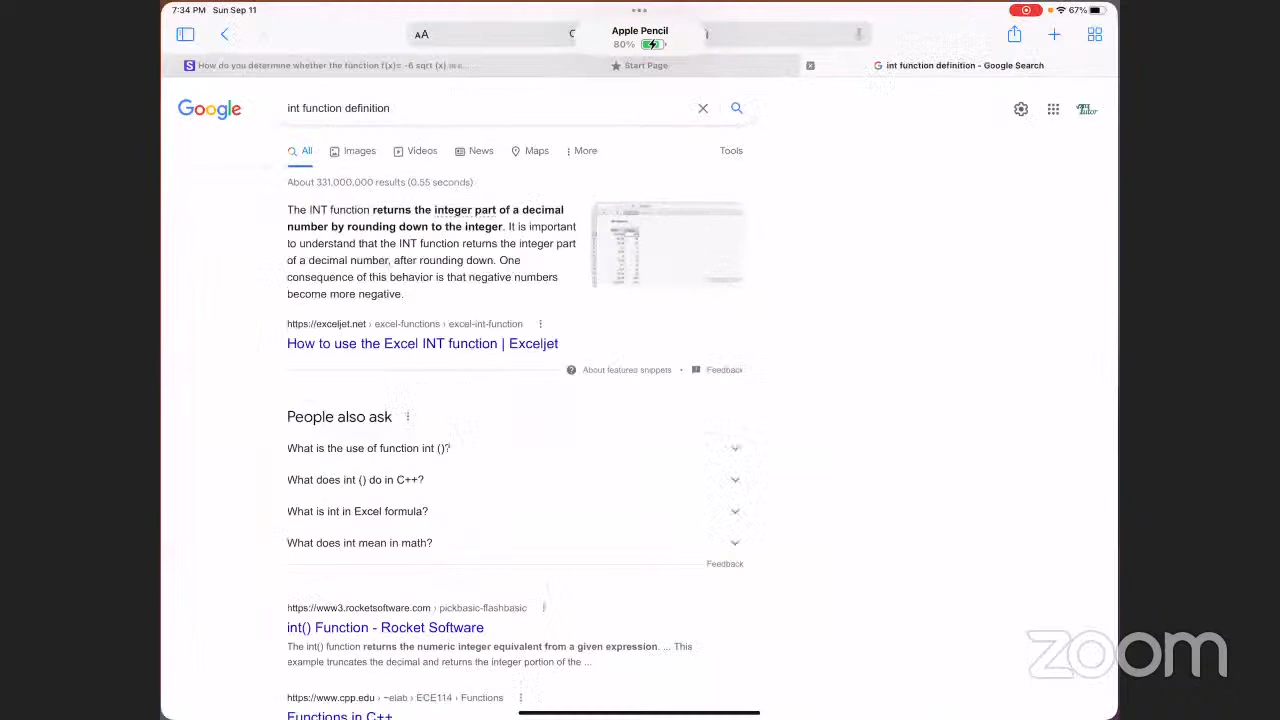 7:34 PM Sun Sep 11
67%
AA
Apple Pencil
80%
How do you determine whether the function f(x)= -6 sqrt (x) is c...
Start Page
int function definition - Google Search
Google
int function definition
Tutor
All Images Videos News Maps More Tools
About 331,000,000 results (0.55 seconds)
The INT function returns the integer part of a decimal
number by rounding down to the integer. It is important
to understand that the INT function returns the integer part
of a decimal number, after rounding down. One
consequence of this behavior is that negative numbers
become more negative.
https://exceljet.net › excel-functions › excel-int-function
How to use the Excel INT function | Exceljet
About featured snippets • Feedback
People also ask
What is the use of function int ()?
What does int () do in C++?
What is int in Excel formula?
What does int mean in math?
Feedback
https://www3.rocketsoftware.com › pickbasic-flashbasic
int() Function - Rocket Software
The int() function returns the numeric integer equivalent from a given expression. ... This
example truncates the decimal and returns the integer portion of the ...
https://www.cpp.edu › ~elab › ECE114 › Functions
Functions in C++
zoom